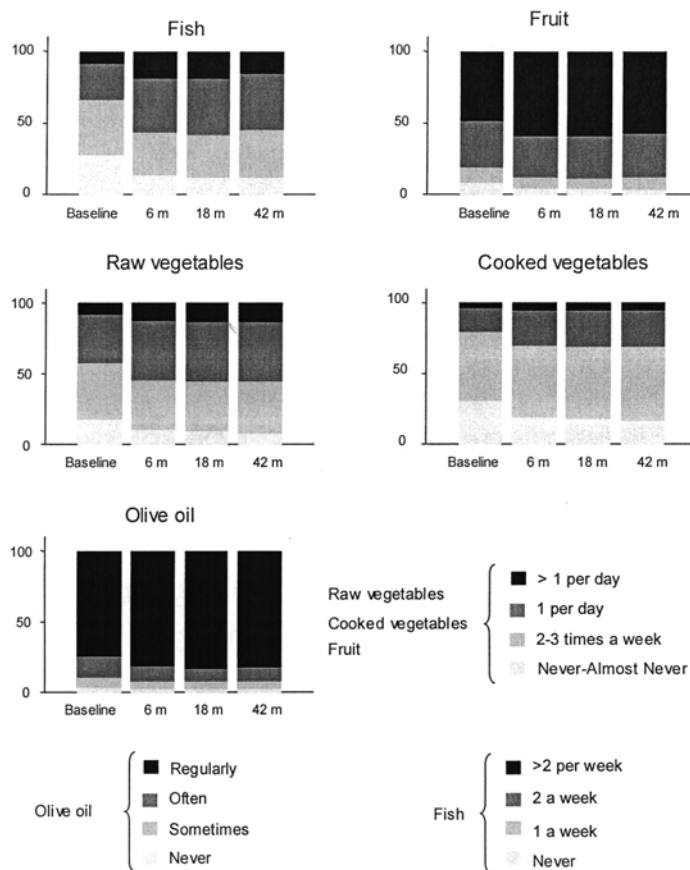 Fish
100
50
0
Baseline 6 m 18 m 42 m
Fruit
100
50
0
Baseline 6 m 18 m 42 m
Raw vegetables
100
50
0
Baseline 6 m 18 m 42 m
Cooked vegetables
100
50
0
Baseline 6 m 18 m 42 m
Olive oil
100
50
0
Baseline 6 m 18 m 42 m
Raw vegetables
Cooked vegetables
Fruit
> 1 per day
1 per day
2-3 times a week
Never-Almost Never
Olive oil
Regularly
Often
Sometimes
Never
Fish
>2 per week
2 a week
1 a week
Never